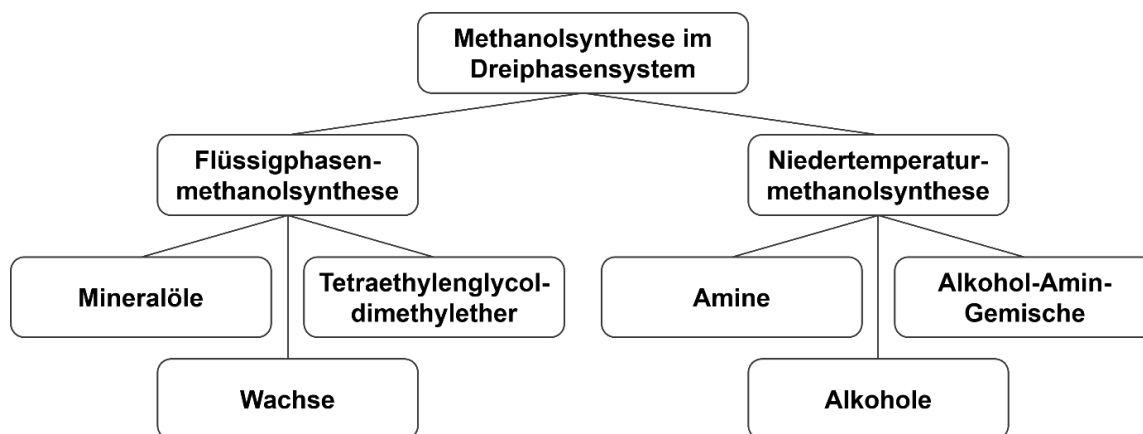 Methanolsynthese im
Dreiphasensystem
Flüssigphasen-
methanolsynthese
Niedertemperatur-
methanolsynthese
Mineralöle
Tetraethylenglycol-
dimethylether
Amine
Alkohol-Amin-
Gemische
Wachse
Alkohole